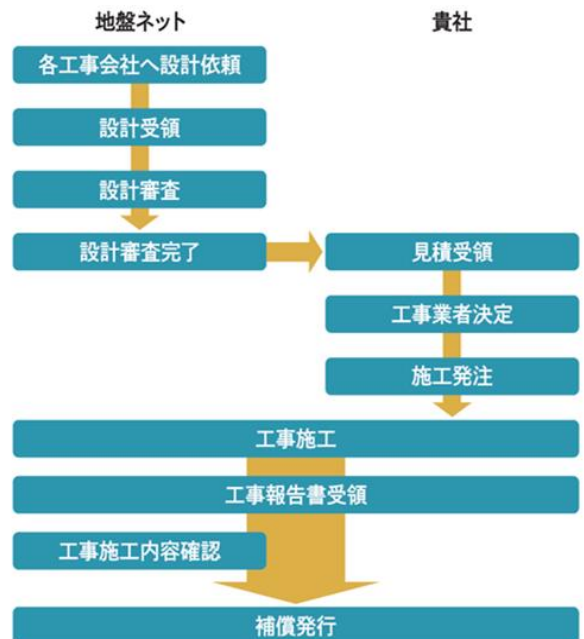 地盤ネット
貴社
各工事会社へ設計依頼
設計受領
設計審査
設計審査完了
見積受領
工事業者決定
施工発注
工事施工
工事報告書受領
工事施工内容確認
補償発行